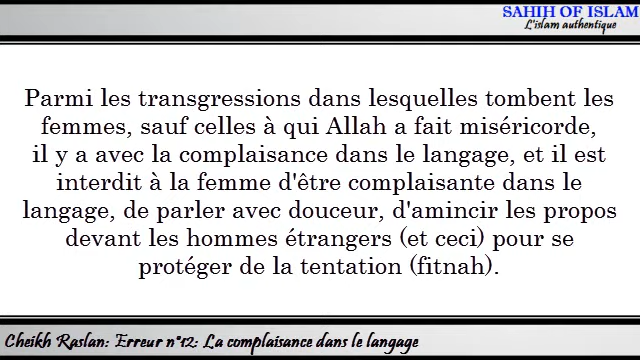 SAHIH OF ISLAM
L'islam authentique
Parmi les transgressions dans lesquelles tombent les
femmes, sauf celles à qui Allah a fait miséricorde,
il y a avec la complaisance dans le langage, et il est
interdit à la femme d'être complaisante dans le
langage, de parler avec douceur, d'amincir les propos
devant les hommes étrangers (et ceci) pour se
protéger de la tentation (fitnah).
Cheikh Raslan: Erreur n°12: La complaisance dans le langage